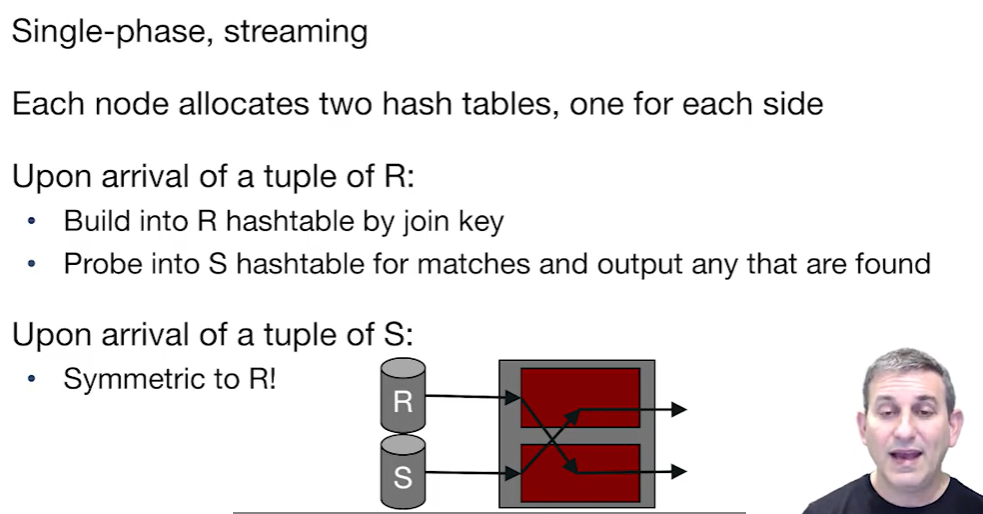 Single-phase, streaming
Each node allocates two hash tables, one for each side
Upon arrival of a tuple of R:
• Build into R hashtable by join key
• Probe into S hashtable for matches and output any that are found
Upon arrival of a tuple of S:
• Symmetric to R!
R
S